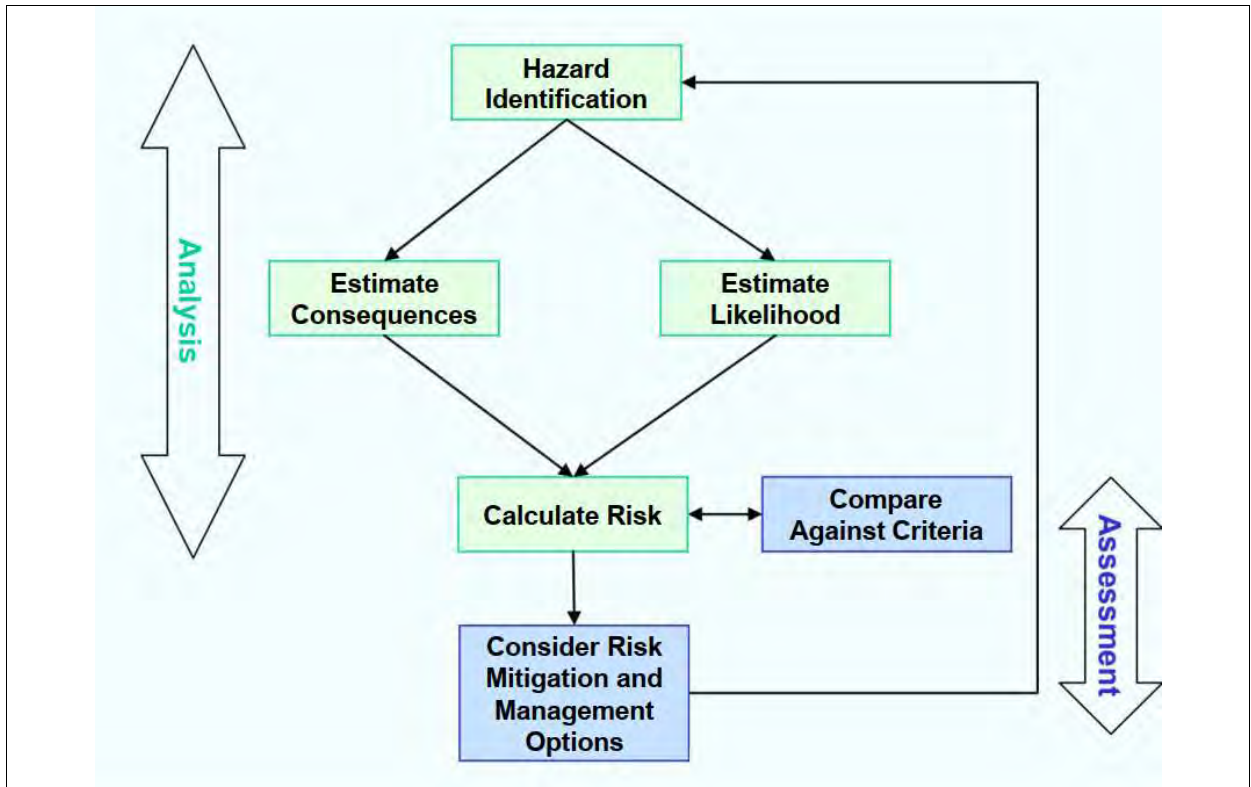 Hazard
Identification
Analysis
Estimate
Consequences
Estimate
Likelihood
Calculate Risk
Compare
Against Criteria
Assessment
Consider Risk
Mitigation and
Management
Options